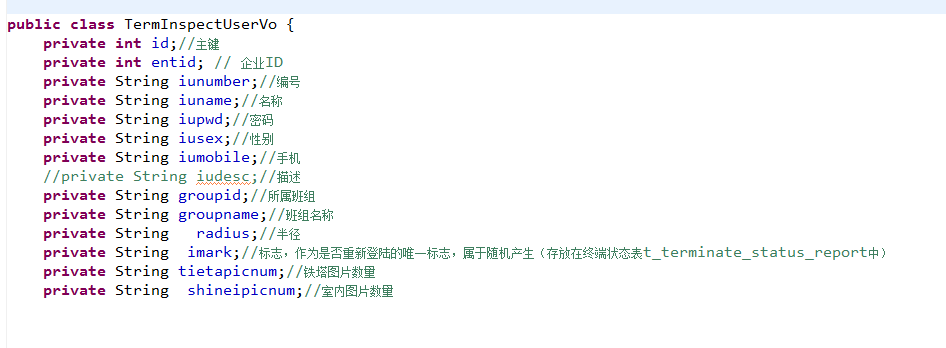 public class TermInspectUserVo {
private int id;//主键
private int entid; // 企业ID
private String iunumber;//编号
private String iuname;//名称
private String iupwd;//密码
private String iusex;//性别
private String iumobile;//手机
//private String iudesc;//描述
private String groupid;//所属班组
private String groupname;//班组名称
private String   radius;//半径
private String  imark;//标志，作为是否重新登陆的唯一标志，属于随机产生（存放在终端状态表t_terminate_status_report中）
private String tietapicnum;//铁塔图片数量
private String  shineipicnum;//室内图片数量